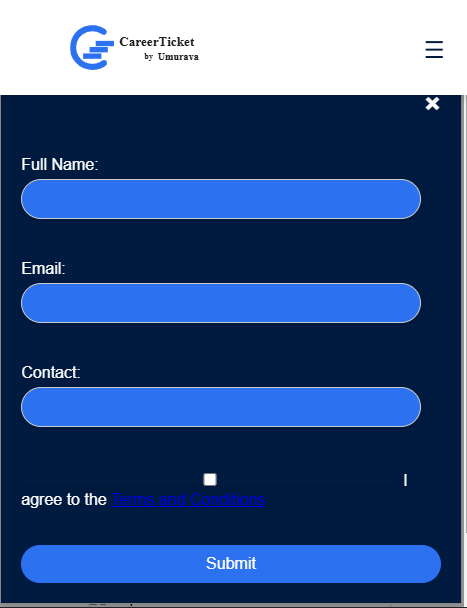 CareerTicket
by Umurava
Full Name:
Email:
Contact:
I
agree to the Terms and Conditions
Submit